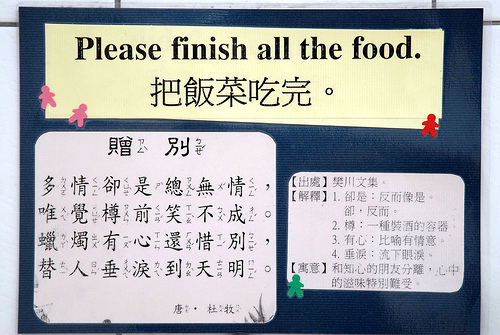 Please finish all the food.
把飯菜吃完。
贈別
多情卻是總無情，
唯覺樽前笑不成。
蠟燭有心還惜別，
替人垂淚到天明。
唐．杜牧
【出處】樊川文集。
【解釋】1. 卻是：反而像是。
卻，反而。
2. 樽：一種裝酒的容器。
3. 有心：比喻有情意。
4. 垂淚：流下眼淚。
【寓意】和知心的朋友分離，心中
的滋味特別難受。